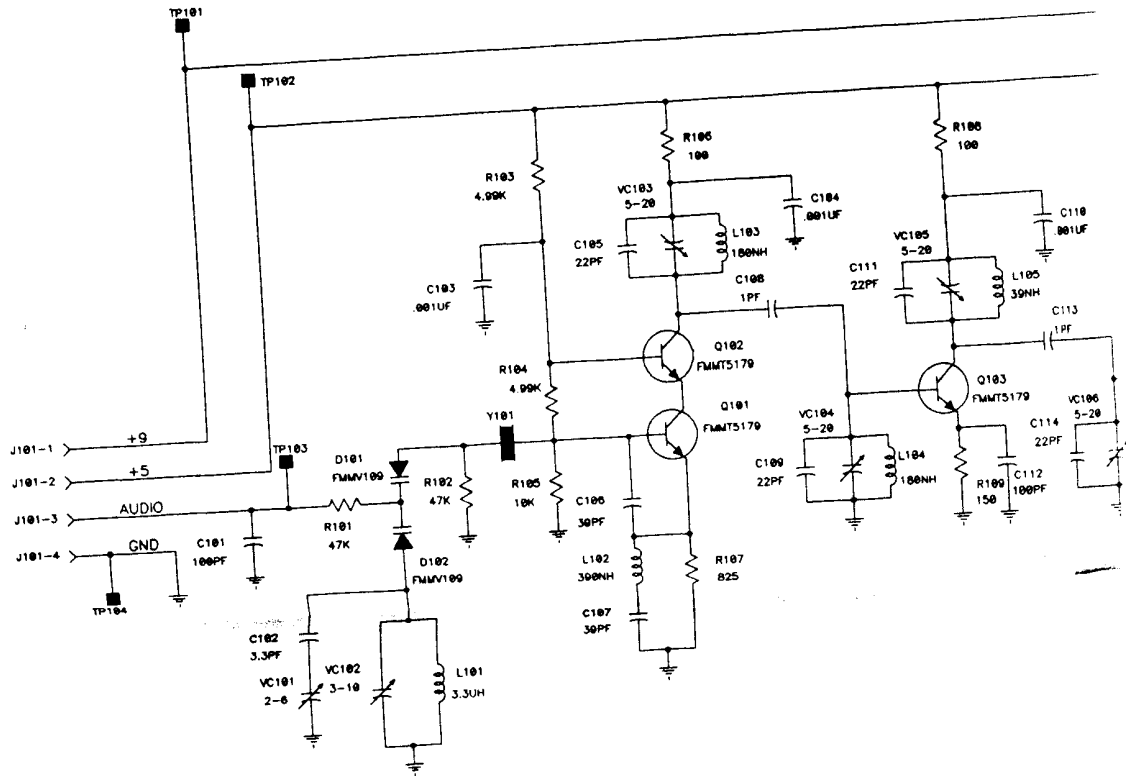 TP101
TP102
R106
100
R108
100
R103
4.99K
VC103
5-20
C104
.001UF
C105
22PF
L103
180NH
C110
.001UF
VC105
5-20
C111
22PF
L105
39NH
C103
.001UF
C108
1PF
C113
1PF
Q102
FMMT5179
R104
4.99K
Q103
FMMT5179
Y101
Q101
FMMT5179
VC104
5-20
VC106
5-20
J101-1
+9
TP103
D101
FMMV109
C114
22PF
J101-2
+5
R102
47K
R105
10K
C106
39PF
C109
22PF
L104
180NH
R109
150
C112
100PF
J101-3
AUDIO
R101
47K
J101-4
GND
C101
100PF
D102
FMMV109
L102
390NH
R107
825
TP104
C107
39PF
C102
3.3PF
VC101
2-6
VC102
3-10
L101
3.3UH